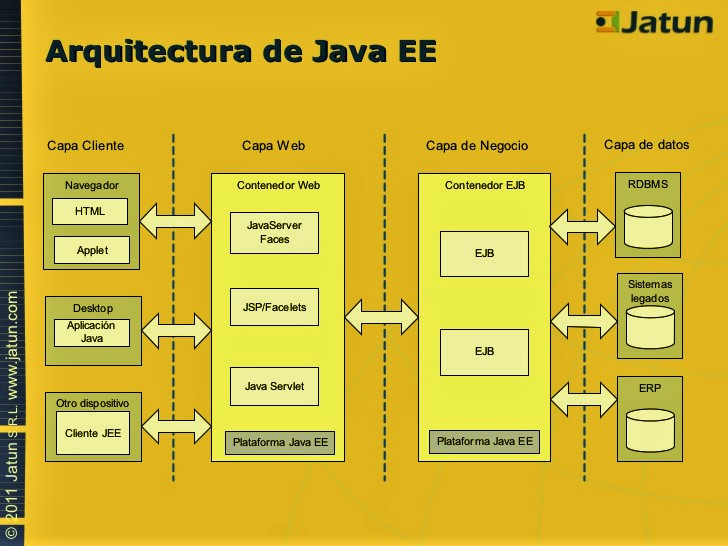 Jatun
Arquitectura de Java EE
Capa Cliente
Capa Web
Capa de Negocio
Capa de datos
Navegador
HTML
Applet
Desktop
Aplicación
Java
Otro dispositivo
Cliente JEE
Contenedor Web
JavaServer
Faces
JSP/Facelets
Java Servlet
Plataforma Java EE
Contenedor EJB
EJB
EJB
Plataforma Java EE
RDBMS
Sistemas
legados
ERP
© 2011 Jatun S.R.L. www.jatun.com